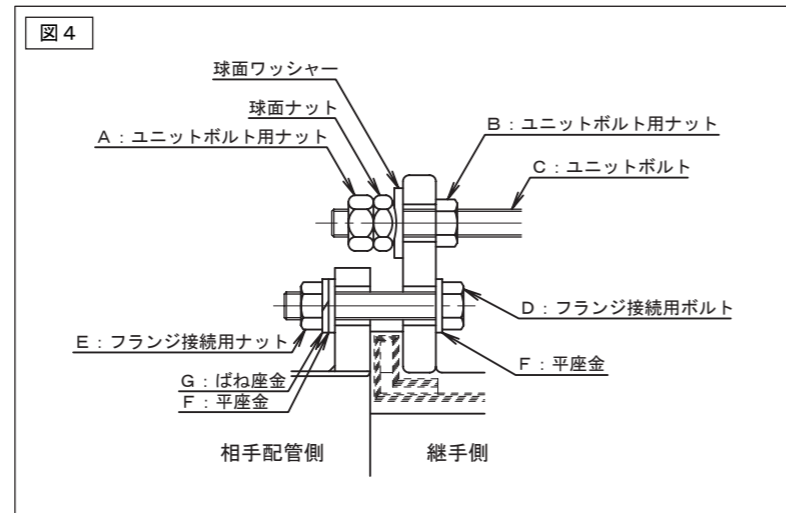 図4
球面ワッシャー
球面ナット
A：ユニットボルト用ナット
B：ユニットボルト用ナット
C：ユニットボルト
D：フランジ接続用ボルト
E：フランジ接続用ナット
F：平座金
G：ばね座金
F：平座金
相手配管側
継手側